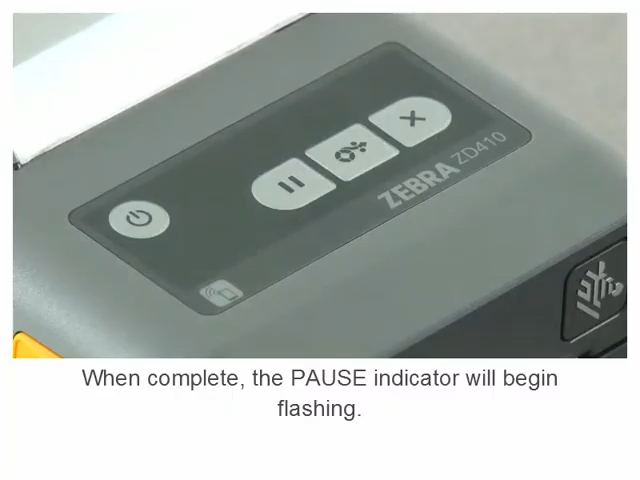 ZEBRA ZD410
When complete, the PAUSE indicator will begin
flashing.